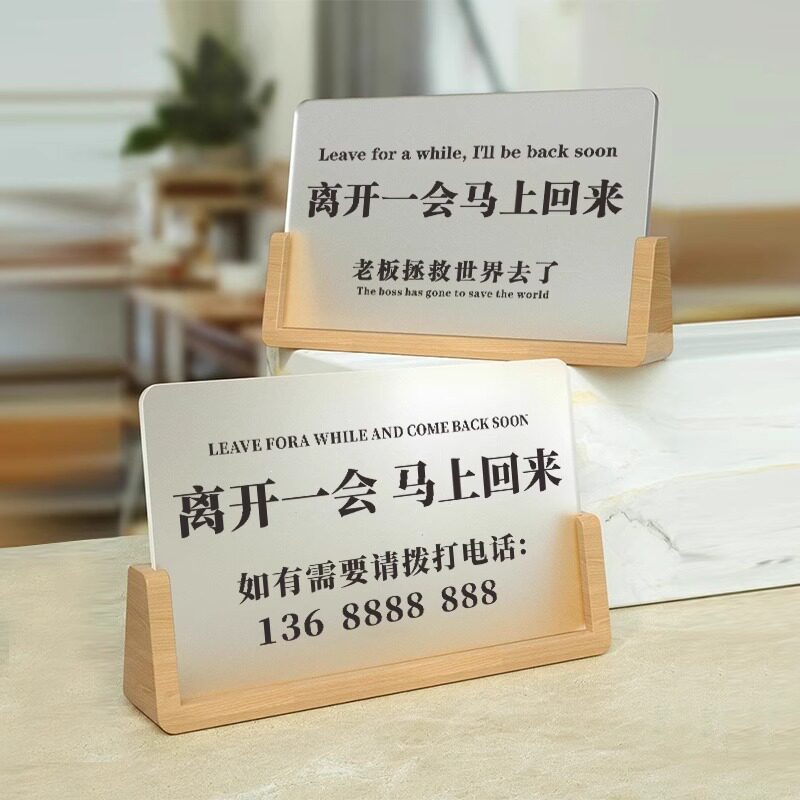 Leave for a while, I'll be back soon
离开一会马上回来
老板拯救世界去了
The boss has gone to save the world
LEAVE FORA WHILE AND COME BACK SOON
离开一会 马上回来
如有需要请拨打电话:
136 8888 888